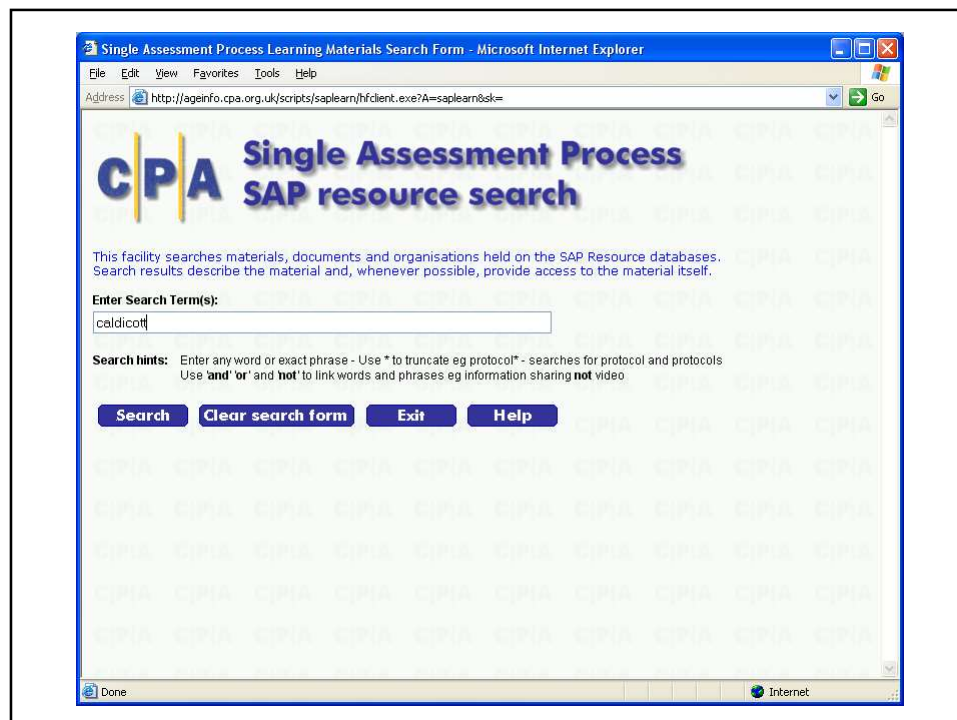 Single Assessment Process Learning Materials Search Form - Microsoft Internet Explorer
File Edit View Favorites Tools Help
Address http://ageinfo.cpa.org.uk/scripts/saplearn/hfclient.exe?A=saplearn&sk= Go
CPA
Single Assessment Process
SAP resource search
This facility searches materials, documents and organisations held on the SAP Resource databases.
Search results describe the material and, whenever possible, provide access to the material itself.
Enter Search Term(s):
caldicott
Search hints: Enter any word or exact phrase - Use * to truncate eg protocol* - searches for protocol and protocols
Use 'and' 'or' and 'not' to link words and phrases eg information sharing not video
Search Clear search form Exit Help
Done Internet